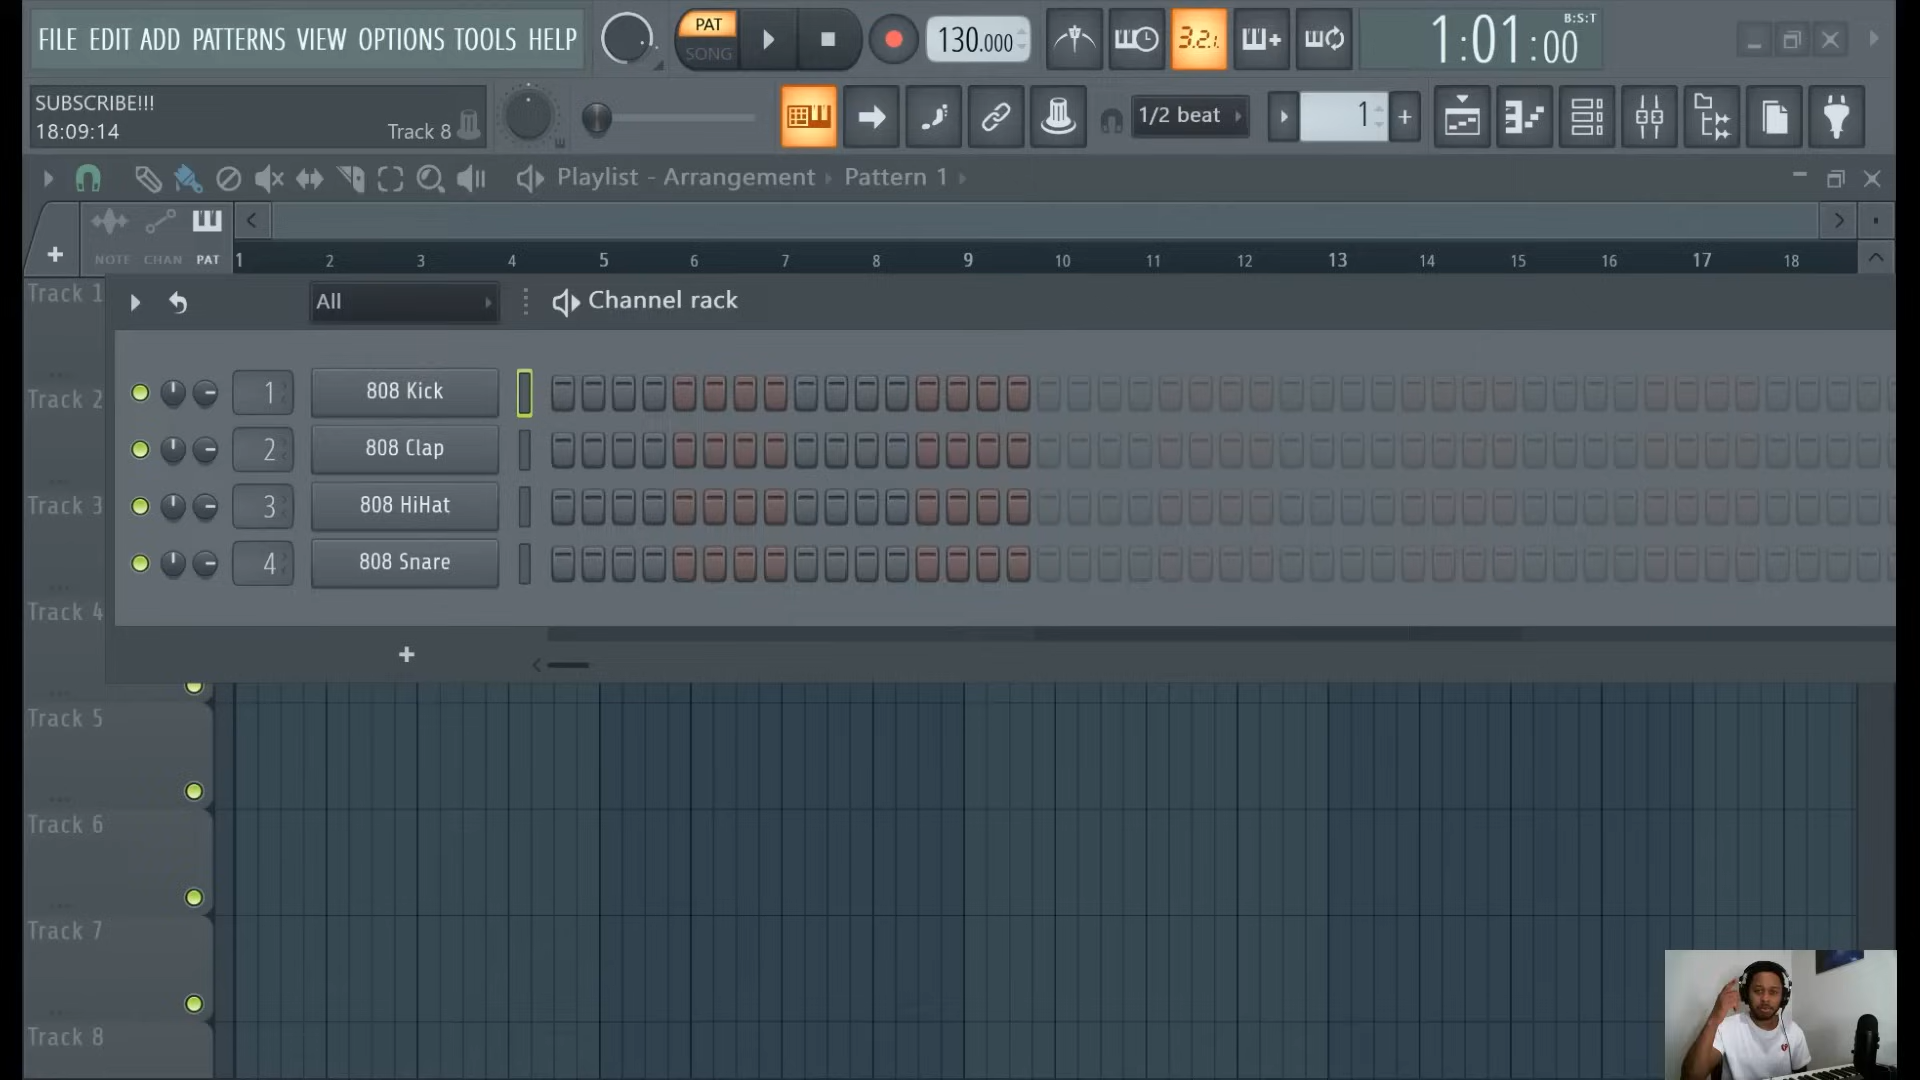 FILE EDIT ADD PATTERNS VIEW OPTIONS TOOLS HELP
PAT
SONG
130.000
3.2.1
1:01:00
B:S:T
SUBSCRIBE!!!
18:09:14
Track 8
1/2 beat
1
+
Playlist - Arrangement Pattern 1
+
NOTE CHAN PAT
1 2 3 4 5 6 7 8 9 10 11 12 13 14 15 16 17 18
Track 1
All
Channel rack
1 808 Kick
Track 2
2 808 Clap
Track 3
3 808 HiHat
4 808 Snare
Track 4
+
Track 5
Track 6
Track 7
Track 8